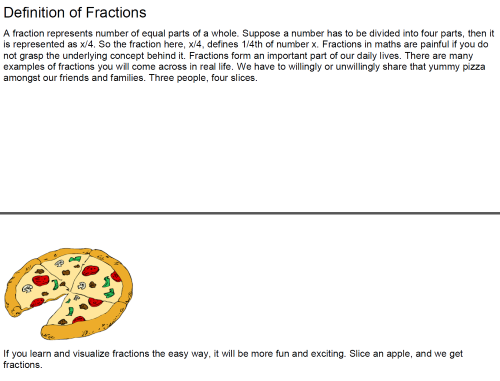 Definition of Fractions
A fraction represents number of equal parts of a whole. Suppose a number has to be divided into four parts, then it
is represented as x/4. So the fraction here, x/4, defines 1/4th of number x. Fractions in maths are painful if you do
not grasp the underlying concept behind it. Fractions form an important part of our daily lives. There are many
examples of fractions you will come across in real life. We have to willingly or unwillingly share that yummy pizza
amongst our friends and families. Three people, four slices.
If you learn and visualize fractions the easy way, it will be more fun and exciting. Slice an apple, and we get
fractions.